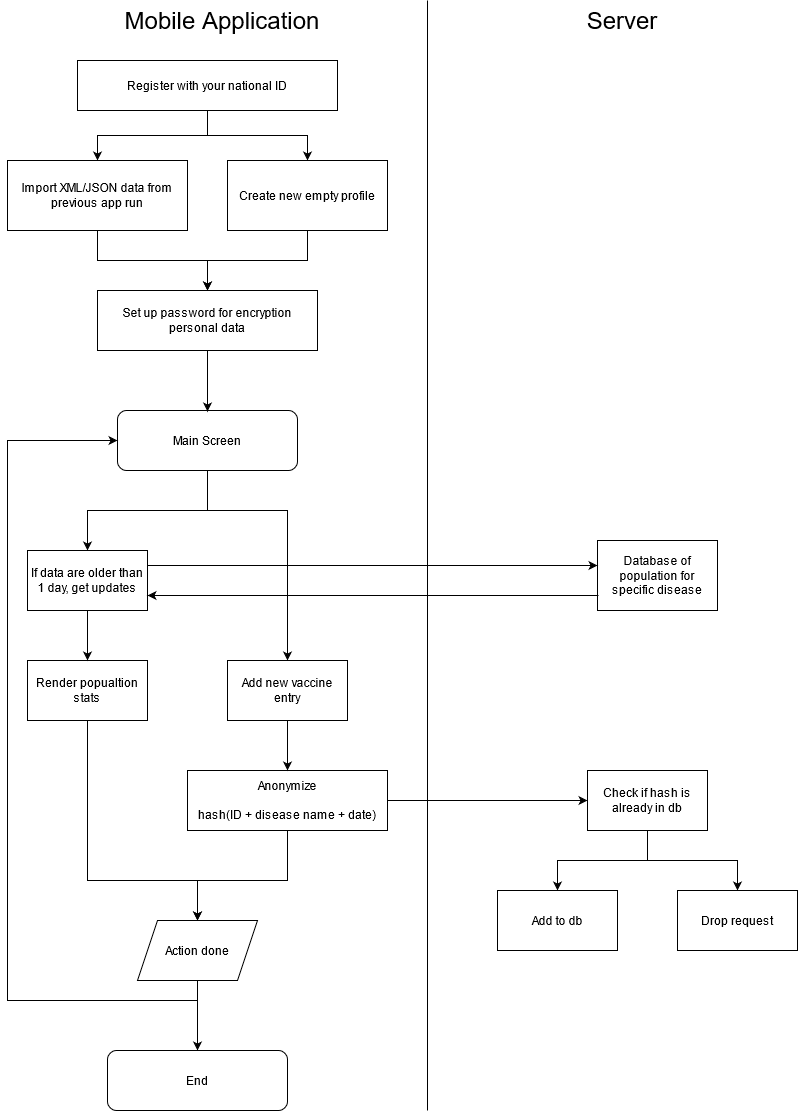 Mobile Application
Server
Register with your national ID
Import XML/JSON data from
previous app run
Create new empty profile
Set up password for encryption
personal data
Main Screen
If data are older than
1 day, get updates
Database of
population for
specific disease
Render popualtion
stats
Add new vaccine
entry
Anonymize
hash(ID + disease name + date)
Check if hash is
already in db
Add to db
Drop request
Action done
End